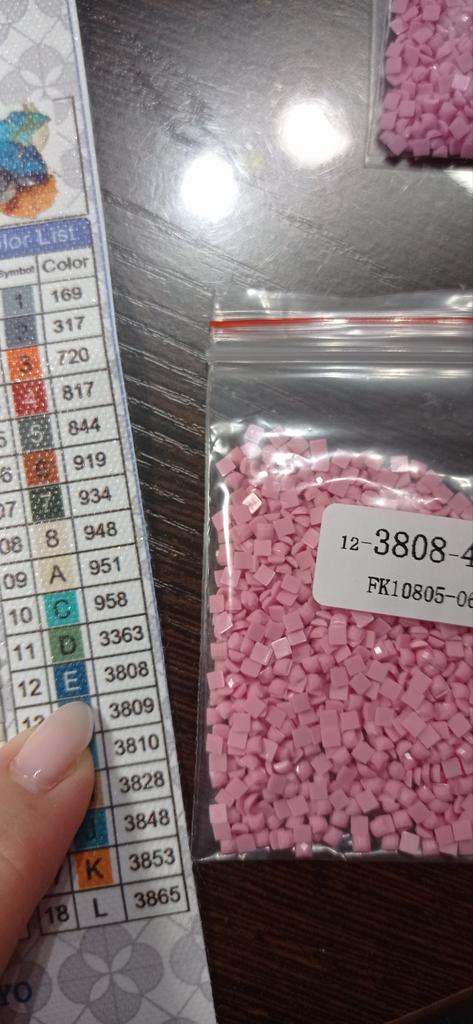 lor List
Symbol Color
1 169
317
3 720
4 817
5 844
6 919
07 7 934
08 8 948
09 A 951
10 C 958
11 D 3363
12 E 3808
3809
3810
3828
J 3848
K 3853
18 L 3865
YO
12-3808-4
FK10805-06